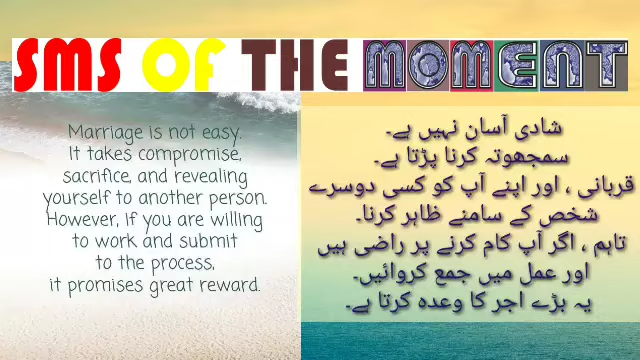 SMS OF THE MOMENT
Marriage is not easy.
It takes compromise,
sacrifice, and revealing
yourself to another person.
However, if you are willing
to work and submit
to the process,
it promises great reward.
شادی آسان نہیں ہے۔
سمجھوتہ کرنا پڑتا ہے۔
قربانی ، اور اپنے آپ کو کسی دوسرے
شخص کے سامنے ظاہر کرنا۔
تاہم ، اگر آپ کام کرنے پر راضی ہیں
اور عمل میں جمع کروائیں۔
یہ بڑے اجر کا وعدہ کرتا ہے۔